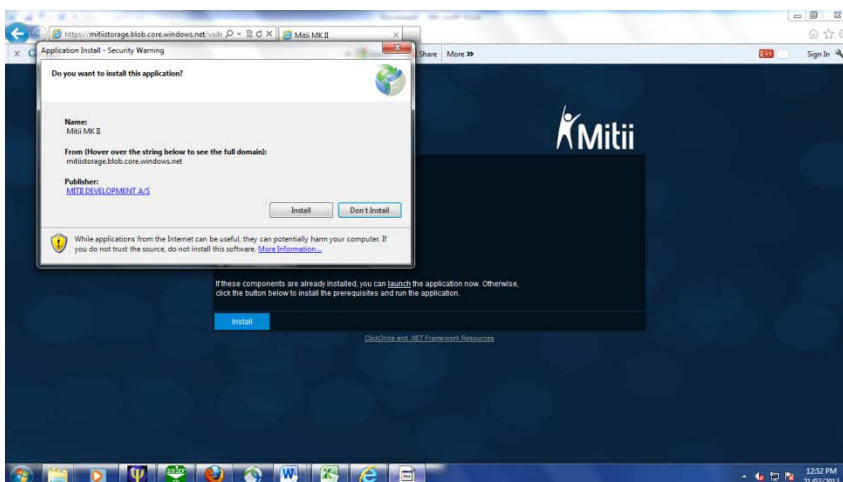 https://mitiistorage.blob.core.windows.net/vsdc
Mitii MK II
Application Install - Security Warning
Share More
Sign In
Do you want to install this application?
Name:
Mitii MK II
From (Hover over the string below to see the full domain):
mitiistorage.blob.core.windows.net
Publisher:
MITII DEVELOPMENT A/S
Install Don't Install
While applications from the Internet can be useful, they can potentially harm your computer. If
you do not trust the source, do not install this software. More Information...
Mitii
If these components are already installed, you can launch the application now. Otherwise,
click the button below to install the prerequisites and run the application.
Install
ClickOnce and .NET Framework Resources
12:52 PM
21/02/2013